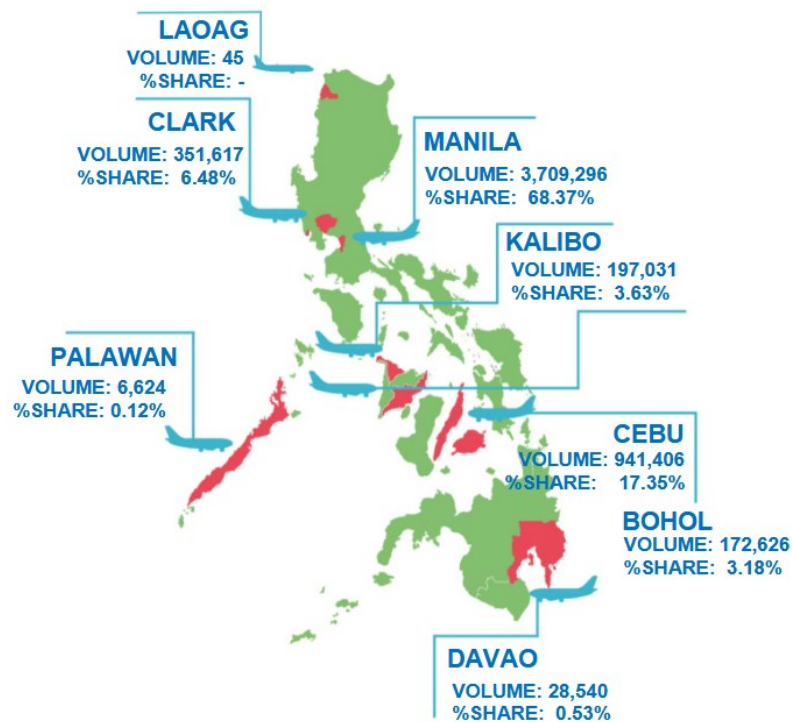 LAOAG
VOLUME: 45
%SHARE: -
CLARK
VOLUME: 351,617
%SHARE: 6.48%
MANILA
VOLUME: 3,709,296
%SHARE: 68.37%
KALIBO
VOLUME: 197,031
%SHARE: 3.63%
PALAWAN
VOLUME: 6,624
%SHARE: 0.12%
CEBU
VOLUME: 941,406
%SHARE: 17.35%
BOHOL
VOLUME: 172,626
%SHARE: 3.18%
DAVAO
VOLUME: 28,540
%SHARE: 0.53%